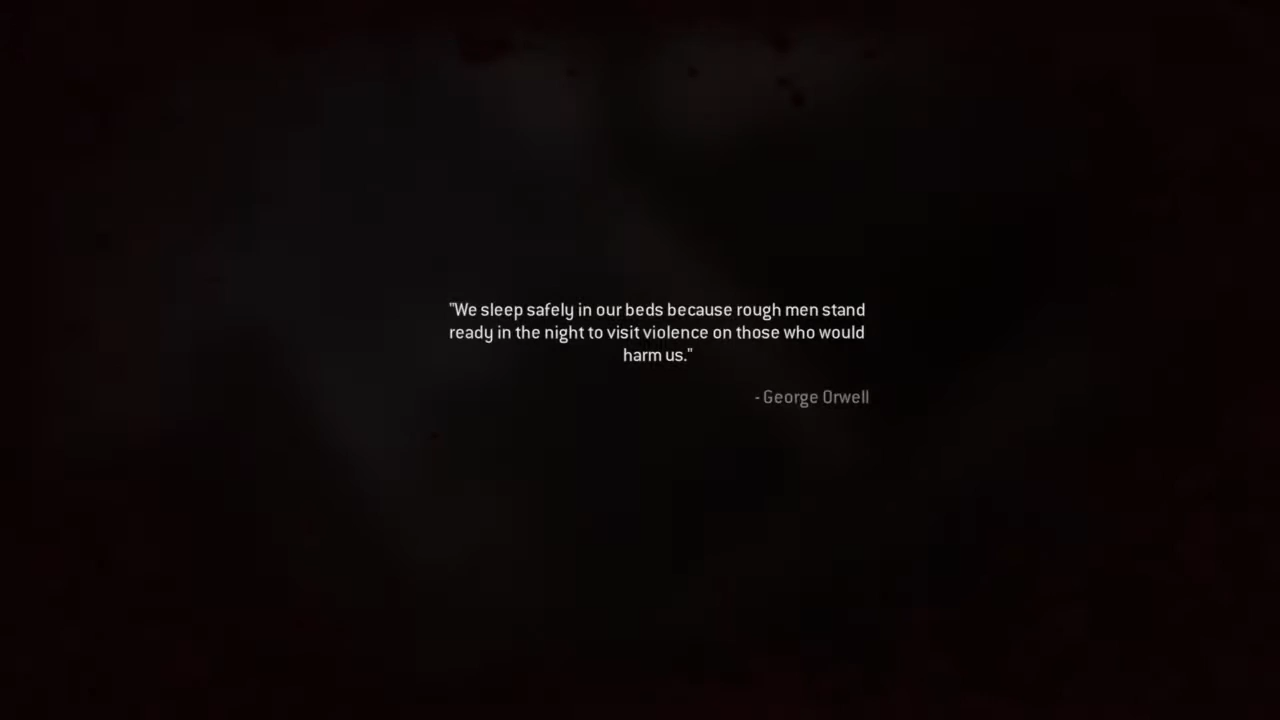 "We sleep safely in our beds because rough men stand
ready in the night to visit violence on those who would
harm us."
- George Orwell